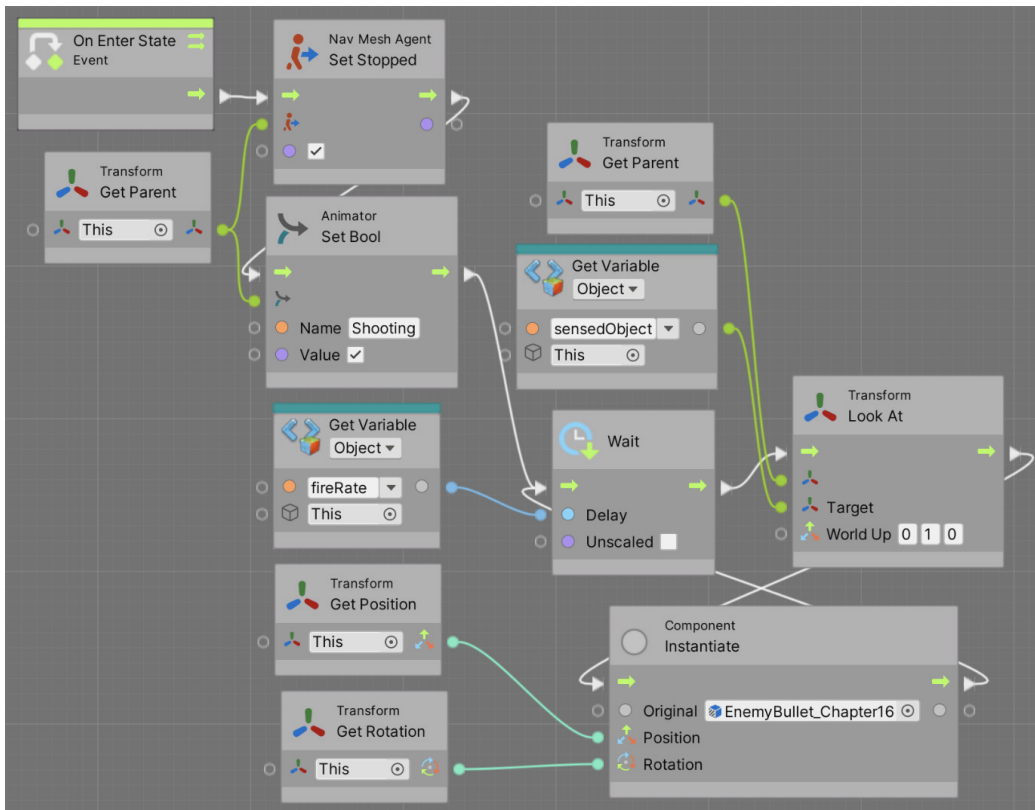 On Enter State
Event
Nav Mesh Agent
Set Stopped
Transform
Get Parent
This
Transform
Get Parent
This
Animator
Set Bool
Name Shooting
Value
Get Variable
Object
sensedObject
This
Transform
Look At
Target
World Up 0 1 0
Get Variable
Object
fireRate
This
Wait
Delay
Unscaled
Transform
Get Position
This
Component
Instantiate
Original EnemyBullet_Chapter16
Position
Rotation
Transform
Get Rotation
This